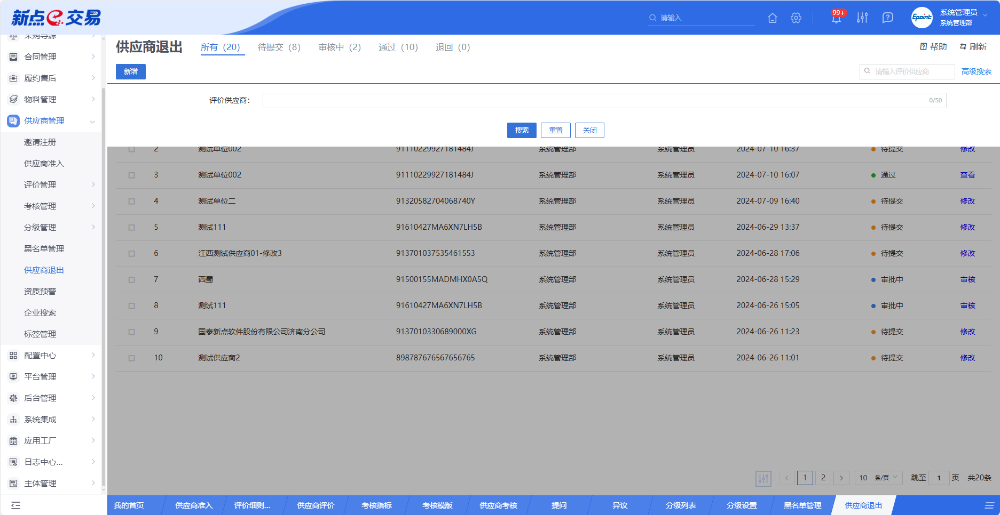 新点e交易
请输入
99+
?
Epoint
系统管理员
系统管理部
采购寻源
合同管理
履约售后
物料管理
供应商管理
邀请注册
供应商准入
评价管理
考核管理
分级管理
黑名单管理
供应商退出
资质预警
企业搜索
标签管理
配置中心
平台管理
后台管理
系统集成
应用工厂
日志中心...
主体管理
供应商退出 所有（20） 待提交（8） 审核中（2） 通过（10） 退回（0） 帮助 刷新
新增 请输入评价供应商 高级搜索
评价供应商： 0/50
搜索 重置 关闭
2 测试单位002 91110229927181484J 系统管理部 系统管理员 2024-07-10 16:37 待提交 修改
3 测试单位002 91110229927181484J 系统管理部 系统管理员 2024-07-10 16:07 通过 查看
4 测试单位二 91320582704068740Y 系统管理部 系统管理员 2024-07-09 16:40 待提交 修改
5 测试111 91610427MA6XN7LH5B 系统管理部 系统管理员 2024-06-29 13:37 待提交 修改
6 江西测试供应商01-修改3 913701037535461553 系统管理部 系统管理员 2024-06-28 17:06 待提交 修改
7 西蜀 91500155MADMHX0A5Q 系统管理部 系统管理员 2024-06-28 15:29 审批中 审核
8 测试111 91610427MA6XN7LH5B 系统管理部 系统管理员 2024-06-26 15:05 审批中 审核
9 国泰新点软件股份有限公司济南分公司 9137010330689000XG 系统管理部 系统管理员 2024-06-26 11:23 待提交 修改
10 测试供应商2 898787676567656765 系统管理部 系统管理员 2024-06-26 11:01 待提交 修改
1 2 10 条/页 跳至 1 页 共20条
我的首页 供应商准入 评价细则... 供应商评价 考核指标 考核模版 供应商考核 提问 异议 分级列表 分级设置 黑名单管理 供应商退出